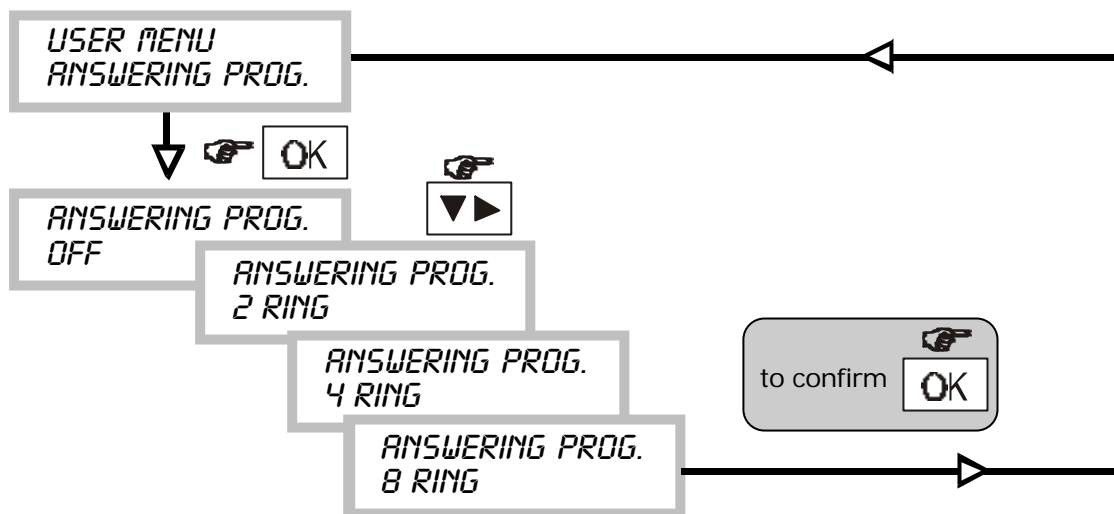 USER MENU
ANSWERING PROG.
OK
ANSWERING PROG.
OFF
ANSWERING PROG.
2 RING
ANSWERING PROG.
4 RING
to confirm OK
ANSWERING PROG.
8 RING